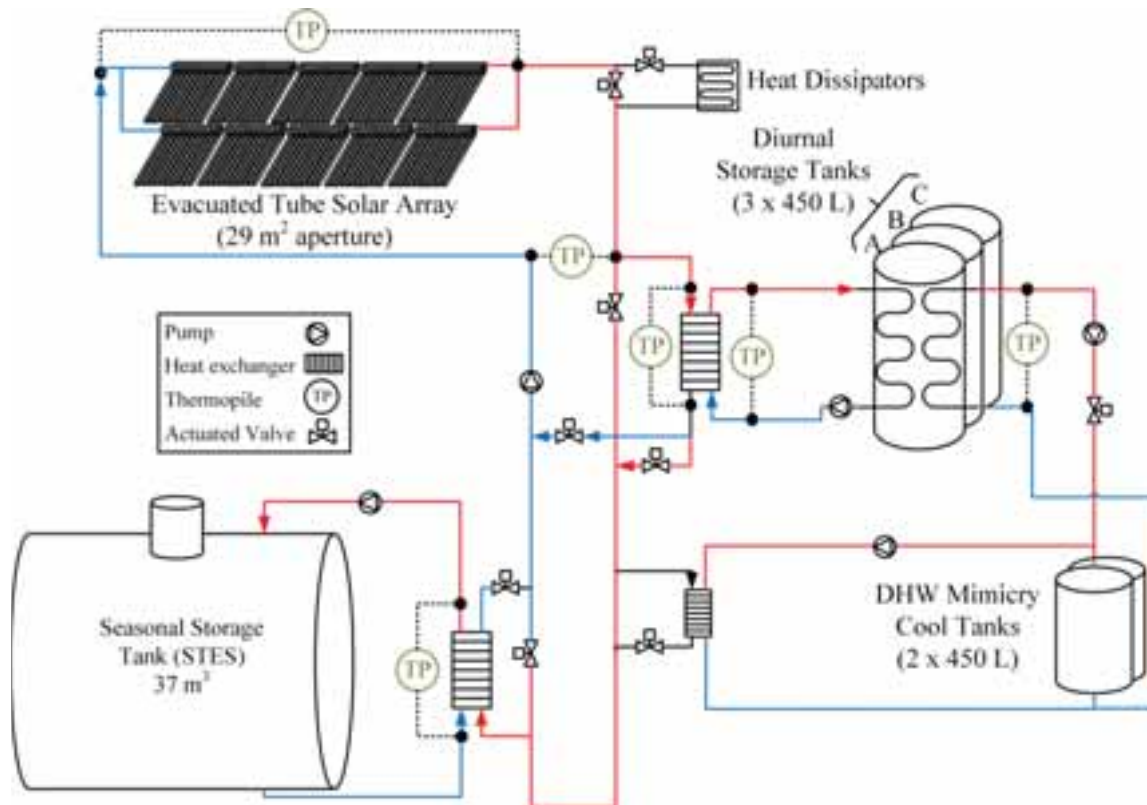 TP
Heat Dissipators
Diurnal
Storage Tanks
(3 x 450 L)
A
B
C
Evacuated Tube Solar Array
(29 m² aperture)
TP
TP
TP
TP
Pump
Heat exchanger
Thermopile
TP
Actuated Valve
Seasonal Storage
Tank (STES)
37 m³
TP
DHW Mimicry
Cool Tanks
(2 x 450 L)